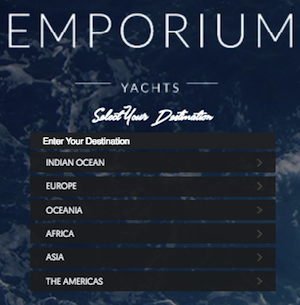 EMPORIUM
YACHTS
Select Your Destination
Enter Your Destination
INDIAN OCEAN
EUROPE
OCEANIA
AFRICA
ASIA
THE AMERICAS